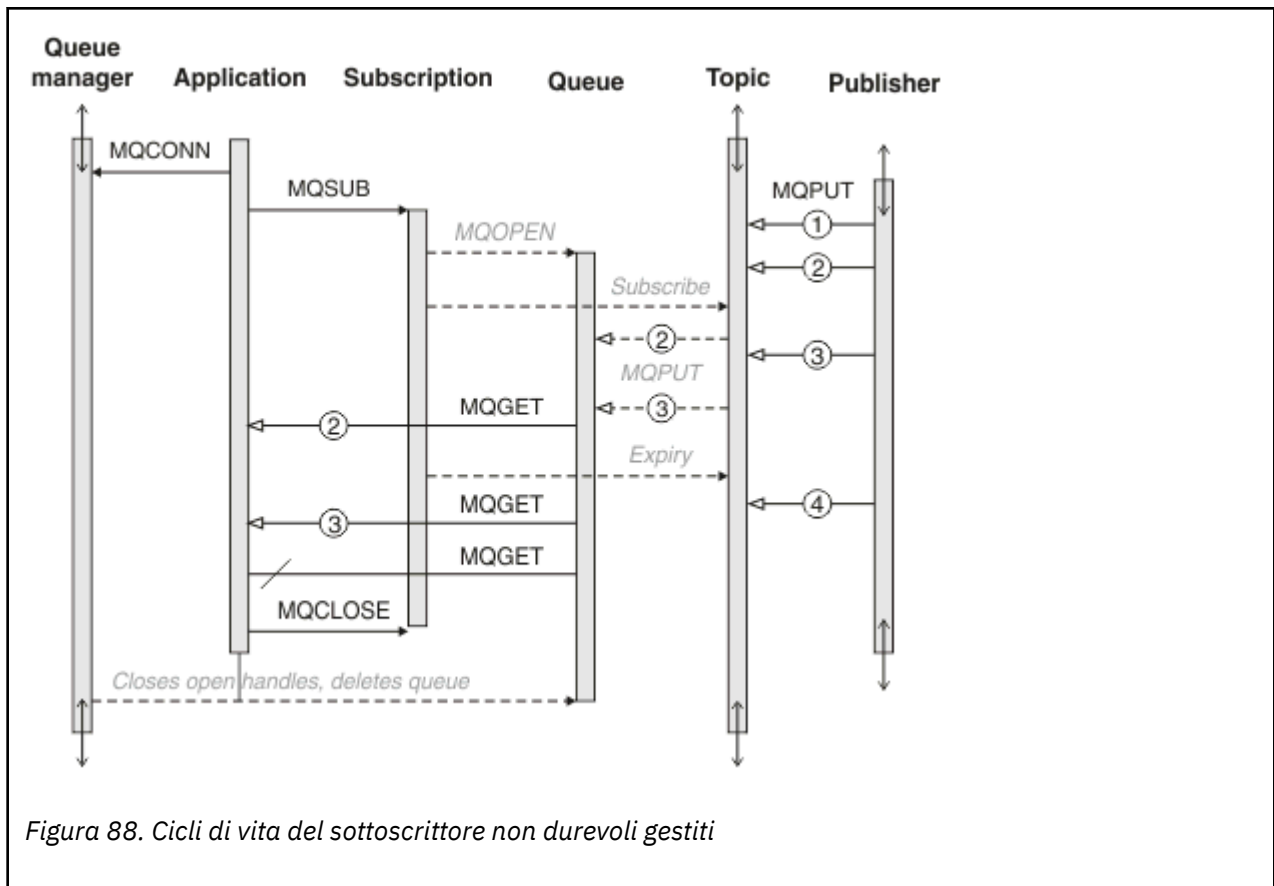 Queue
manager
Application
Subscription
Queue
Topic
Publisher
MQCONN
MQSUB
MQPUT
1
MQOPEN
2
Subscribe
2
3
MQPUT
3
MQGET
2
Expiry
4
MQGET
3
MQGET
MQCLOSE
Closes open handles, deletes queue
Figura 88. Cicli di vita del sottoscrittore non durevoli gestiti